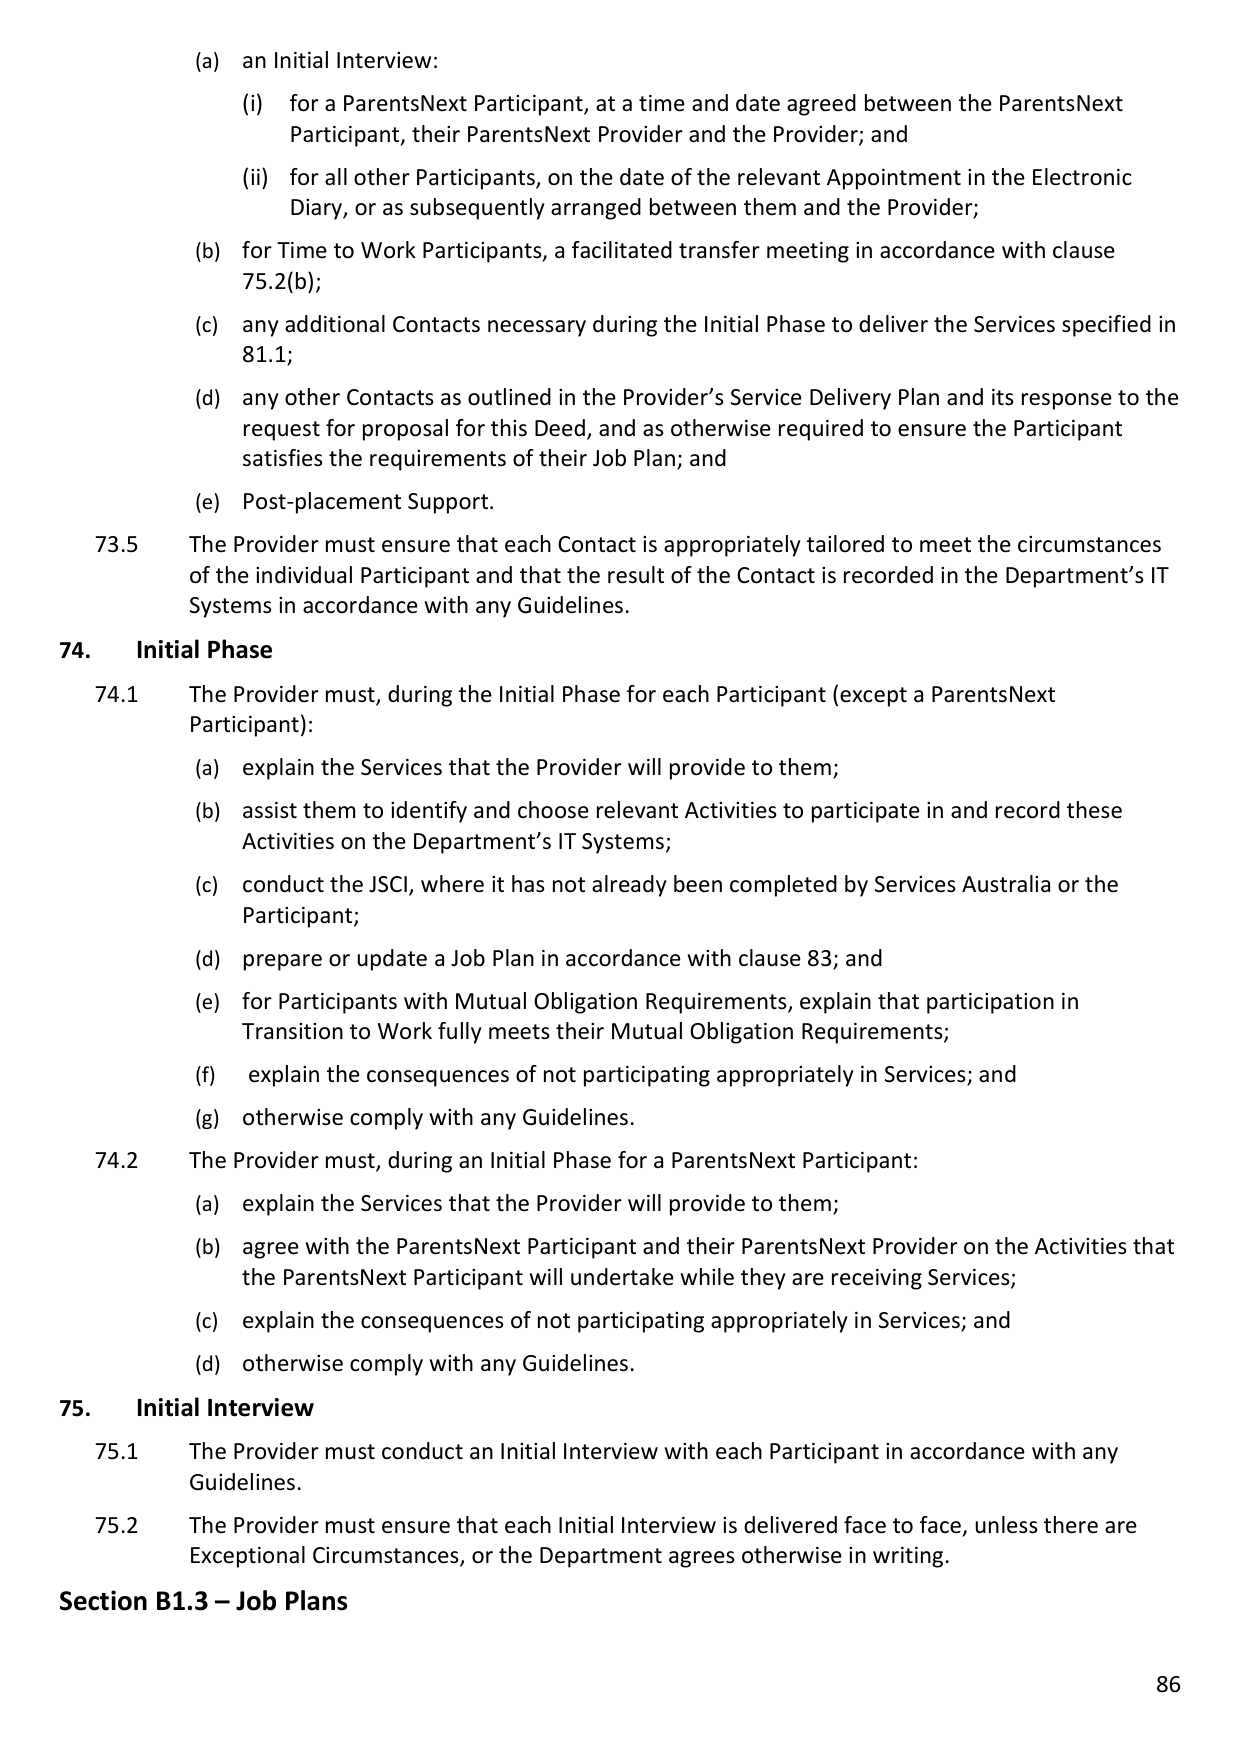 (a) an Initial Interview:
(i) for a ParentsNext Participant, at a time and date agreed between the ParentsNext
Participant, their ParentsNext Provider and the Provider; and
(ii) for all other Participants, on the date of the relevant Appointment in the Electronic
Diary, or as subsequently arranged between them and the Provider;
(b) for Time to Work Participants, a facilitated transfer meeting in accordance with clause
75.2(b);
(c) any additional Contacts necessary during the Initial Phase to deliver the Services specified in
81.1;
(d) any other Contacts as outlined in the Provider’s Service Delivery Plan and its response to the
request for proposal for this Deed, and as otherwise required to ensure the Participant
satisfies the requirements of their Job Plan; and
(e) Post-placement Support.
73.5 The Provider must ensure that each Contact is appropriately tailored to meet the circumstances
of the individual Participant and that the result of the Contact is recorded in the Department’s IT
Systems in accordance with any Guidelines.
74. Initial Phase
74.1 The Provider must, during the Initial Phase for each Participant (except a ParentsNext
Participant):
(a) explain the Services that the Provider will provide to them;
(b) assist them to identify and choose relevant Activities to participate in and record these
Activities on the Department’s IT Systems;
(c) conduct the JSCI, where it has not already been completed by Services Australia or the
Participant;
(d) prepare or update a Job Plan in accordance with clause 83; and
(e) for Participants with Mutual Obligation Requirements, explain that participation in
Transition to Work fully meets their Mutual Obligation Requirements;
(f) explain the consequences of not participating appropriately in Services; and
(g) otherwise comply with any Guidelines.
74.2 The Provider must, during an Initial Phase for a ParentsNext Participant:
(a) explain the Services that the Provider will provide to them;
(b) agree with the ParentsNext Participant and their ParentsNext Provider on the Activities that
the ParentsNext Participant will undertake while they are receiving Services;
(c) explain the consequences of not participating appropriately in Services; and
(d) otherwise comply with any Guidelines.
75. Initial Interview
75.1 The Provider must conduct an Initial Interview with each Participant in accordance with any
Guidelines.
75.2 The Provider must ensure that each Initial Interview is delivered face to face, unless there are
Exceptional Circumstances, or the Department agrees otherwise in writing.
Section B1.3 – Job Plans
86